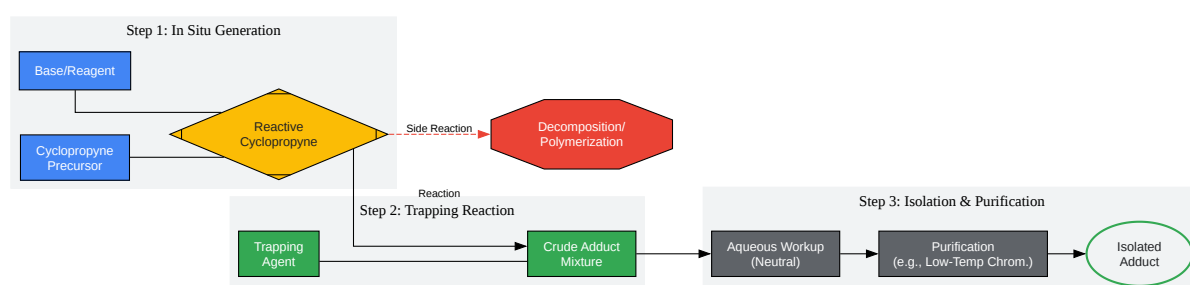 Step 1: In Situ Generation
Base/Reagent
Cyclopropyne
Precursor
Reactive
Cyclopropyne
Side Reaction
Decomposition/
Polymerization
Reaction
Step 2: Trapping Reaction
Trapping
Agent
Crude Adduct
Mixture
Step 3: Isolation & Purification
Aqueous Workup
(Neutral)
Purification
(e.g., Low-Temp Chrom.)
Isolated
Adduct